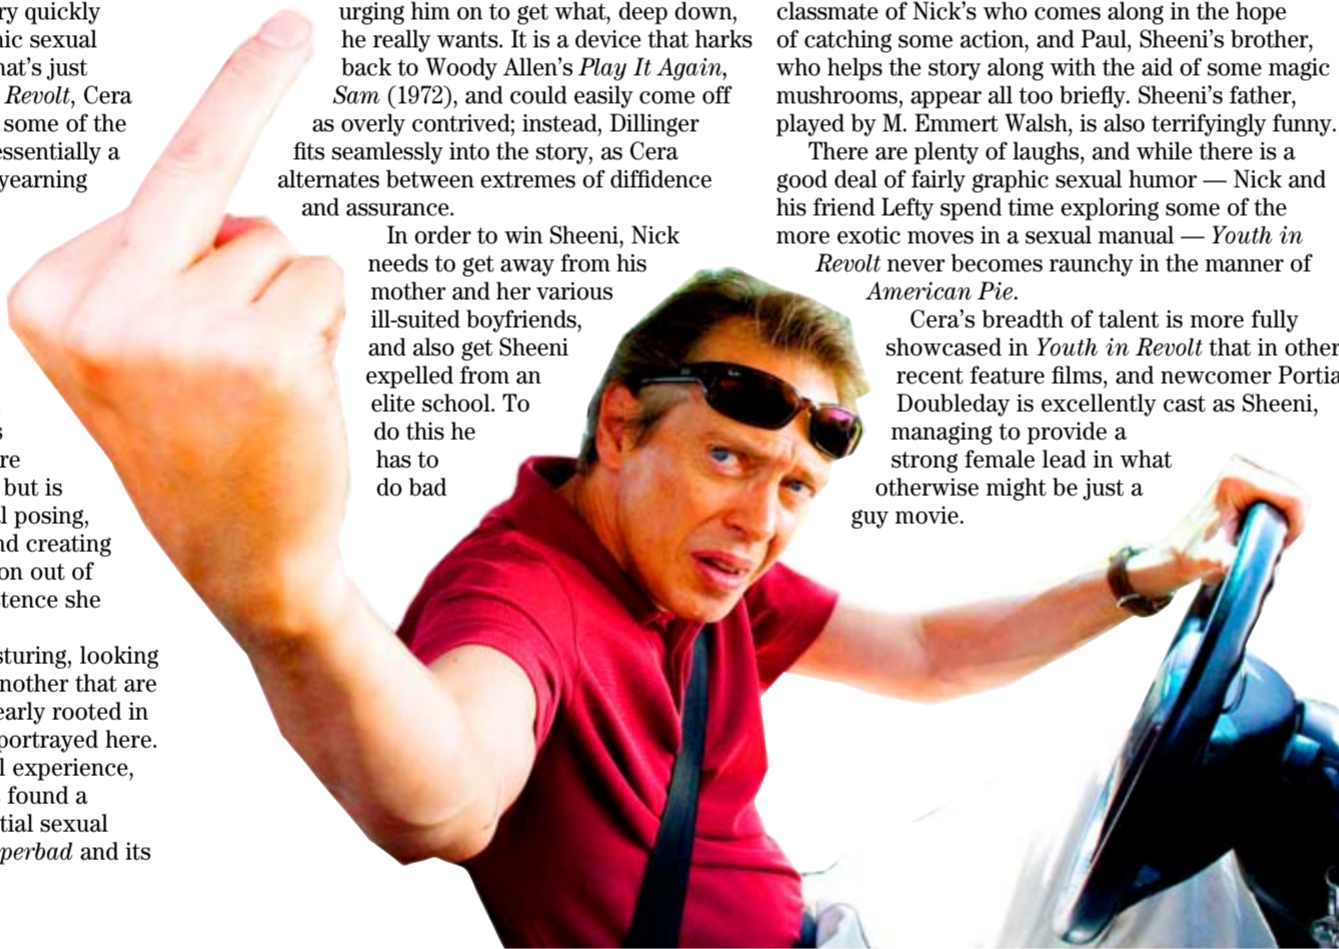 ry quickly
nic sexual
hat's just
Revolt, Cera
some of the
essentially a
yearning
s
re
but is
l posing,
nd creating
on out of
tence she
sturing, looking
nother that are
early rooted in
portrayed here.
l experience,
found a
tial sexual
perbad and its
urging him on to get what, deep down,
he really wants. It is a device that harks
back to Woody Allen's Play It Again,
Sam (1972), and could easily come off
as overly contrived; instead, Dillinger
fits seamlessly into the story, as Cera
alternates between extremes of diffidence
and assurance.
In order to win Sheeni, Nick
needs to get away from his
mother and her various
ill-suited boyfriends,
and also get Sheeni
expelled from an
elite school. To
do this he
has to
do bad
classmate of Nick's who comes along in the hope
of catching some action, and Paul, Sheeni's brother,
who helps the story along with the aid of some magic
mushrooms, appear all too briefly. Sheeni's father,
played by M. Emmert Walsh, is also terrifyingly funny.
There are plenty of laughs, and while there is a
good deal of fairly graphic sexual humor — Nick and
his friend Lefty spend time exploring some of the
more exotic moves in a sexual manual — Youth in
Revolt never becomes raunchy in the manner of
American Pie.
Cera's breadth of talent is more fully
showcased in Youth in Revolt that in other
recent feature films, and newcomer Portia
Doubleday is excellently cast as Sheeni,
managing to provide a
strong female lead in what
otherwise might be just a
guy movie.